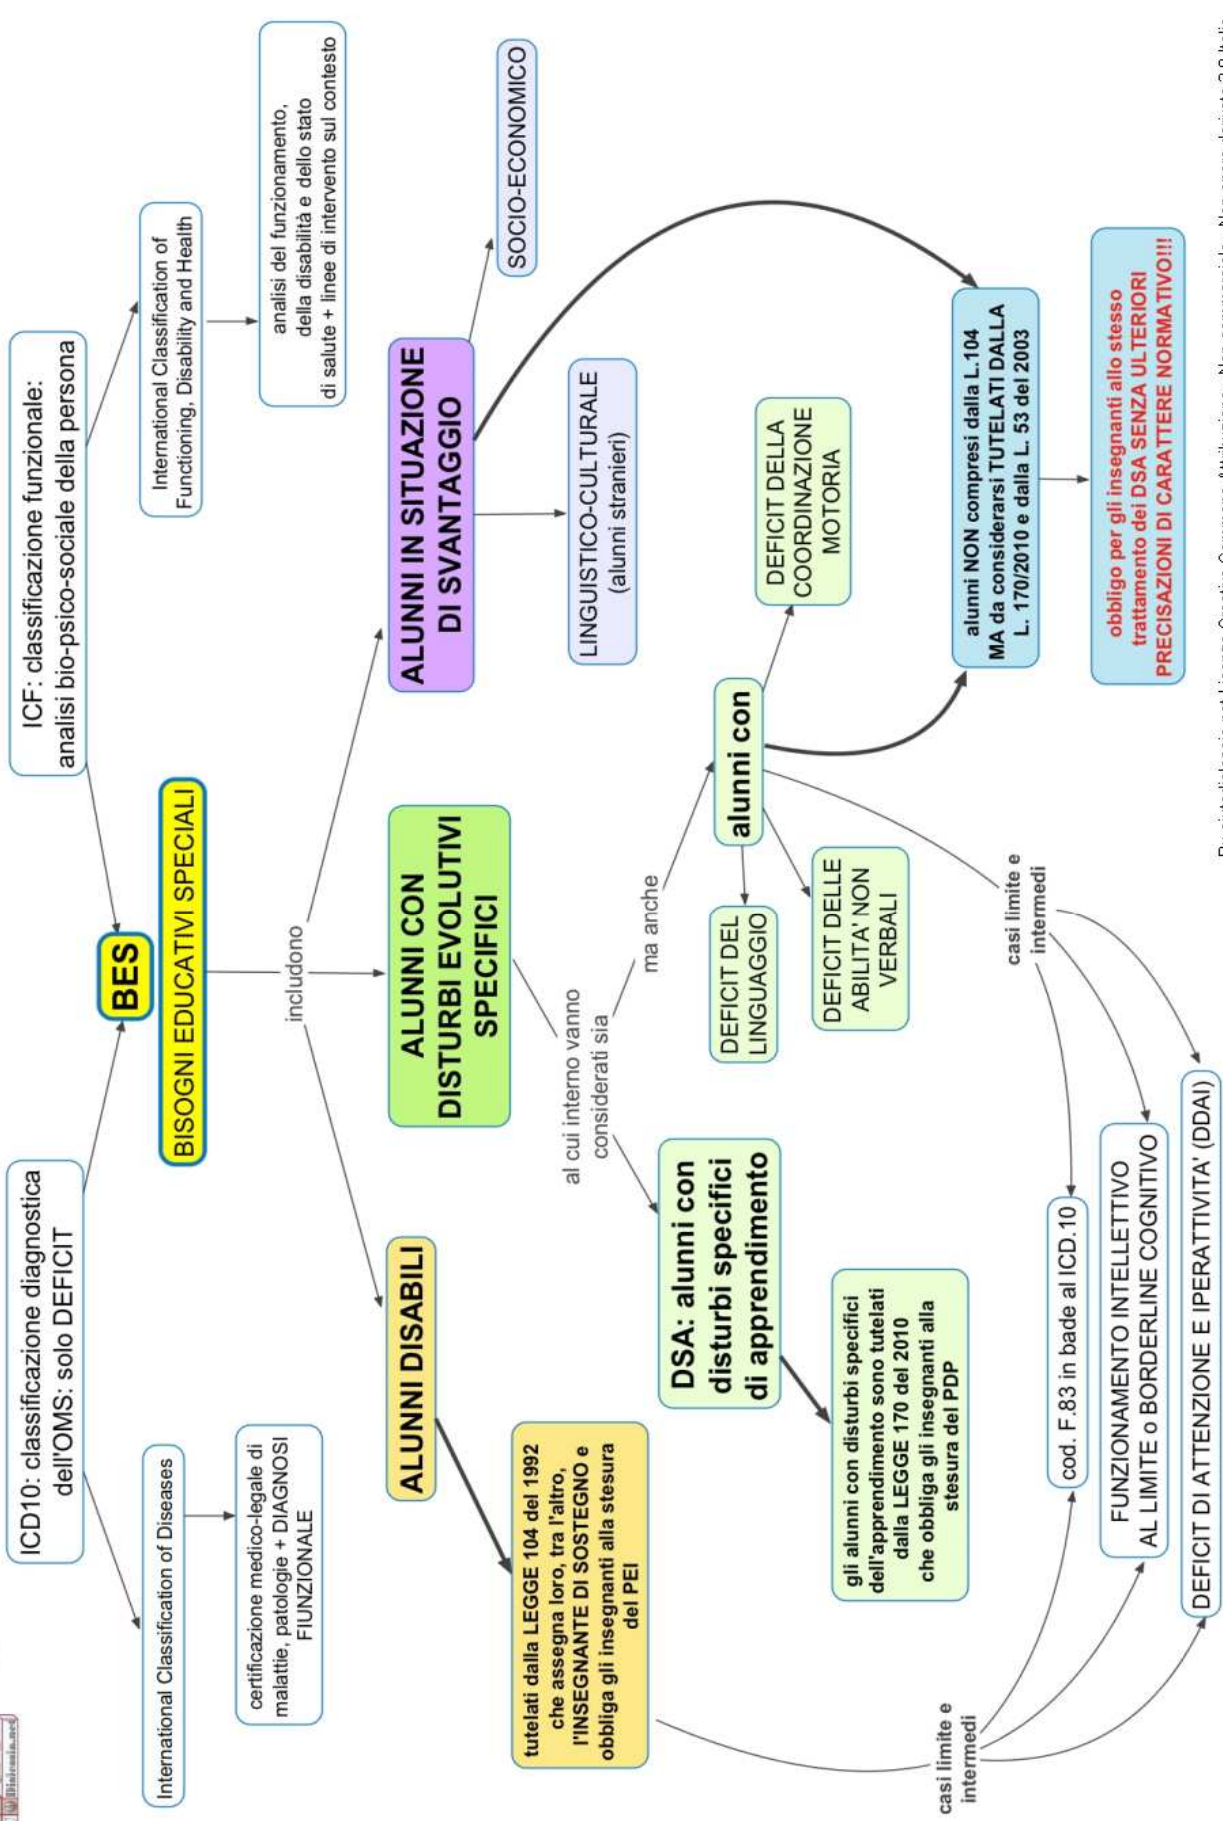 Dislessia.net
ICD10: classificazione diagnostica
dell'OMS: solo DEFICIT
ICF: classificazione funzionale:
analisi bio-psico-sociale della persona
BES
BISOGNI EDUCATIVI SPECIALI
International Classification of Diseases
certificazione medico-legale di
malattie, patologie + DIAGNOSI
FIUNZIONALE
International Classification of
Functioning, Disability and Health
analisi del funzionamento,
della disabilità e dello stato
di salute + linee di intervento sul contesto
includono
ALUNNI DISABILI
ALUNNI CON
DISTURBI EVOLUTIVI
SPECIFICI
ALUNNI IN SITUAZIONE
DI SVANTAGGIO
SOCIO-ECONOMICO
LINGUISTICO-CULTURALE
(alunni stranieri)
tutelati dalla LEGGE 104 del 1992
che assegna loro, tra l'altro,
l'INSEGNANTE DI SOSTEGNO e
obbliga gli insegnanti alla stesura
del PEI
al cui interno vanno
considerati sia
ma anche
DSA: alunni con
disturbi specifici
di apprendimento
gli alunni con disturbi specifici
dell'apprendimento sono tutelati
dalla LEGGE 170 del 2010
che obbliga gli insegnanti alla
stesura del PDP
alunni con
DEFICIT DEL
LINGUAGGIO
DEFICIT DELLE
ABILITA' NON
VERBALI
DEFICIT DELLA
COORDINAZIONE
MOTORIA
alunni NON compresi dalla L.104
MA da considerarsi TUTELATI DALLA
L. 170/2010 e dalla L. 53 del 2003
obbligo per gli insegnanti allo stesso
trattamento dei DSA SENZA ULTERIORI
PRECISAZIONI DI CARATTERE NORMATIVO!!!
casi limite e
intermedi
casi limite e
intermedi
cod. F.83 in bade al ICD.10
FUNZIONAMENTO INTELLETTIVO
AL LIMITE o BORDERLINE COGNITIVO
DEFICIT DI ATTENZIONE E IPERATTIVITA' (DDAI)